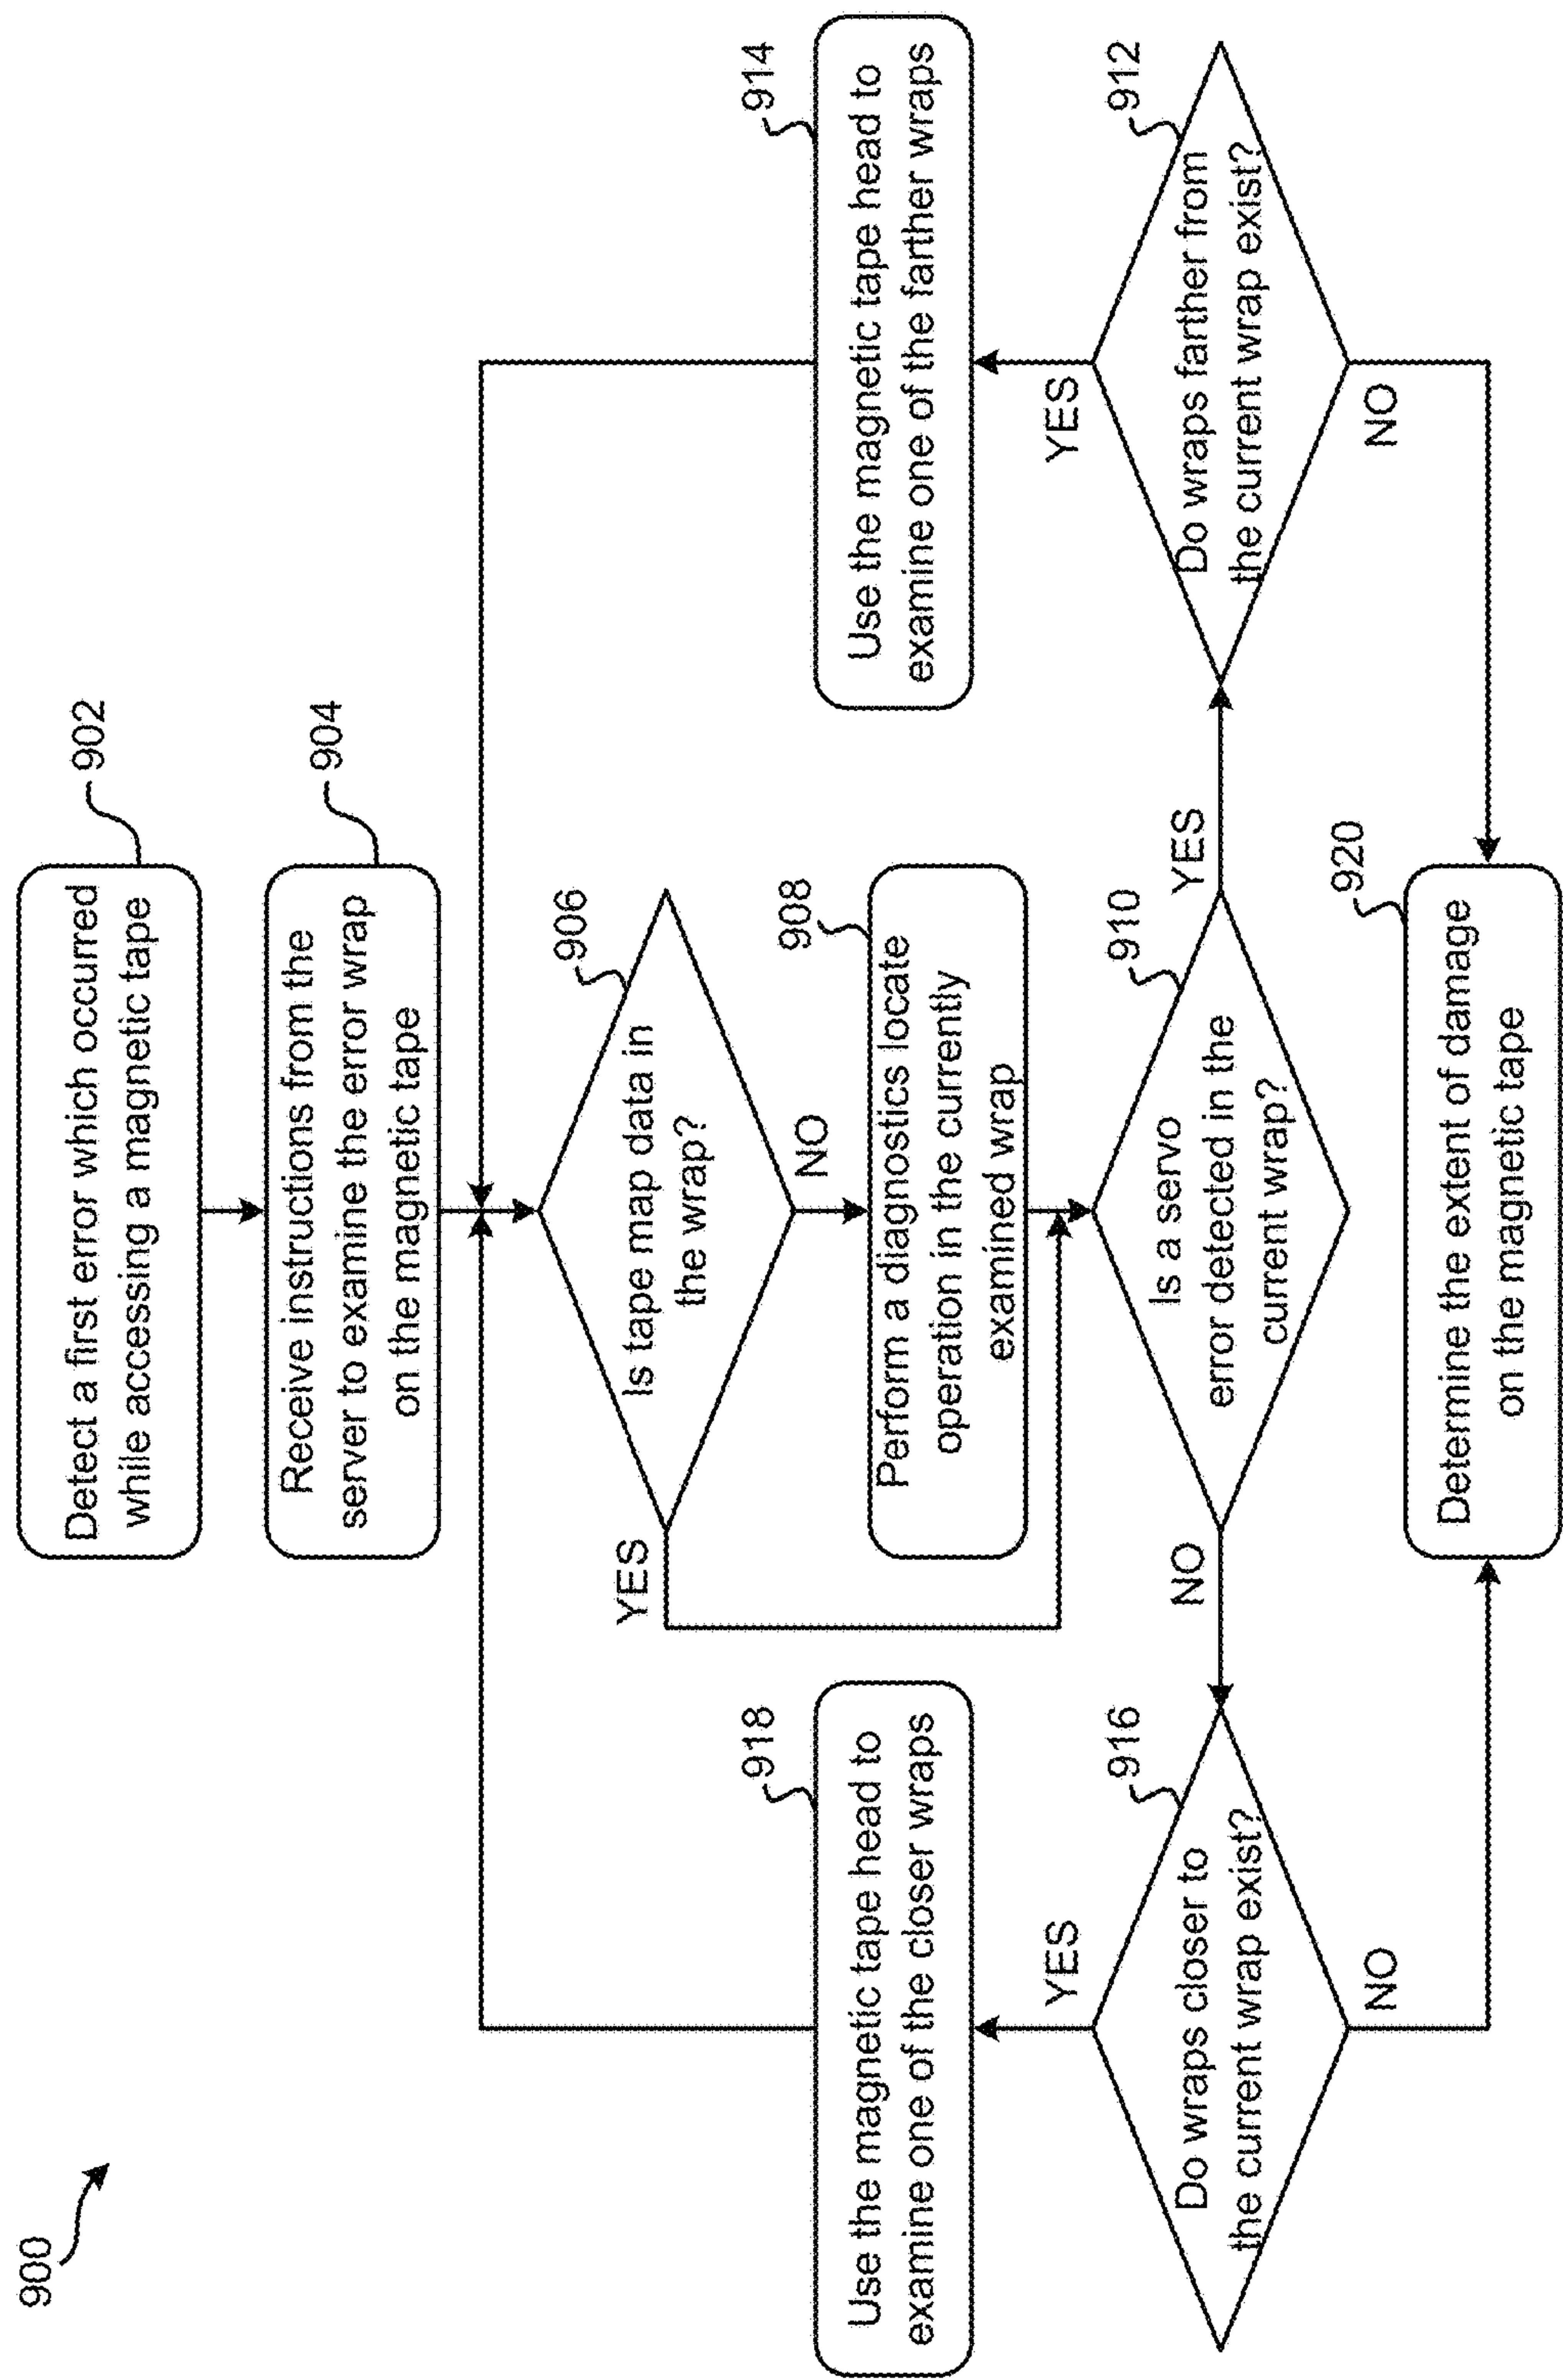 900
Detect a first error which occurred
while accessing a magnetic tape
902
Receive instructions from the
server to examine the error wrap
on the magnetic tape
904
Is tape map data in
the wrap?
906
YES
NO
Perform a diagnostics locate
operation in the currently
examined wrap
908
Is a servo
error detected in the
current wrap?
910
NO
YES
Do wraps closer to
the current wrap exist?
916
YES
NO
Use the magnetic tape head to
examine one of the closer wraps
918
Do wraps farther from
the current wrap exist?
912
YES
NO
Use the magnetic tape head to
examine one of the farther wraps
914
Determine the extent of damage
on the magnetic tape
920